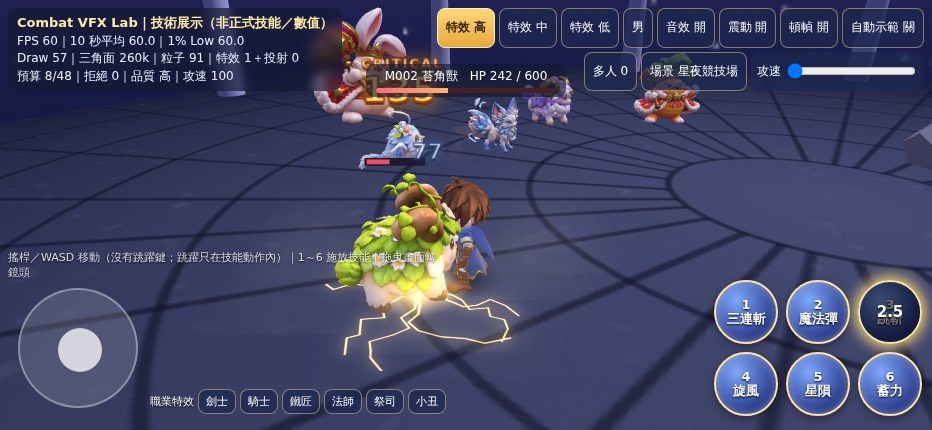 Combat VFX Lab｜技術展示（非正式技能／數值）
FPS 60｜10 秒平均 60.0｜1% Low 60.0
Draw 57｜三角面 260k｜粒子 91｜特效 1＋投射 0
預算 8/48｜拒絕 0｜品質 高｜攻速 100
特效 高
特效 中
特效 低
男
音效 開
震動 開
頓幀 開
自動示範 關
多人 0
場景 星夜競技場
攻速
CRITICAL
M002 苔角獸 HP 242 / 600
77
搖桿／WASD 移動（沒有跳躍鍵；跳躍只在技能動作內）｜1～6 施放技能
鏡頭
1
三連斬
2
魔法彈
2.5
4
旋風
5
星隕
6
蓄力
職業特效
劍士
騎士
鐵匠
法師
祭司
小丑